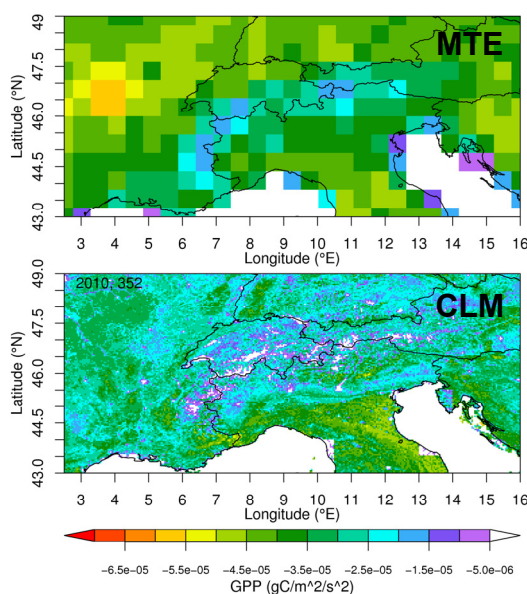 MTE
49
47.5
46.0
44.5
43.0
Latitude (°N)
3 4 5 6 7 8 9 10 11 12 13 14 15 16
Longitude (°E)
2010, 352
CLM
49.0
47.5
46.0
44.5
43.0
Latitude (°N)
3 4 5 6 7 8 9 10 11 12 13 14 15 16
Longitude (°E)
−6.5e−05 −5.5e−05 −4.5e−05 −3.5e−05 −2.5e−05 −1.5e−05 −5.0e−06
GPP (gC/m^2/s^2)